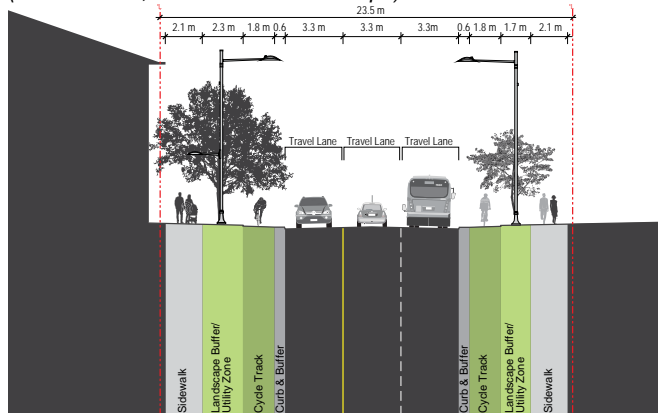 23.5 m
2.1 m 2.3 m 1.8 m 0.6 3.3 m 3.3 m 3.3m 0.6 1.8 m 1.7 m 2.1 m
Travel Lane Travel Lane Travel Lane
Sidewalk
Landscape Buffer/
Utility Zone
Cycle Track
Curb & Buffer
Curb & Buffer
Cycle Track
Landscape Buffer/
Utility Zone
Sidewalk